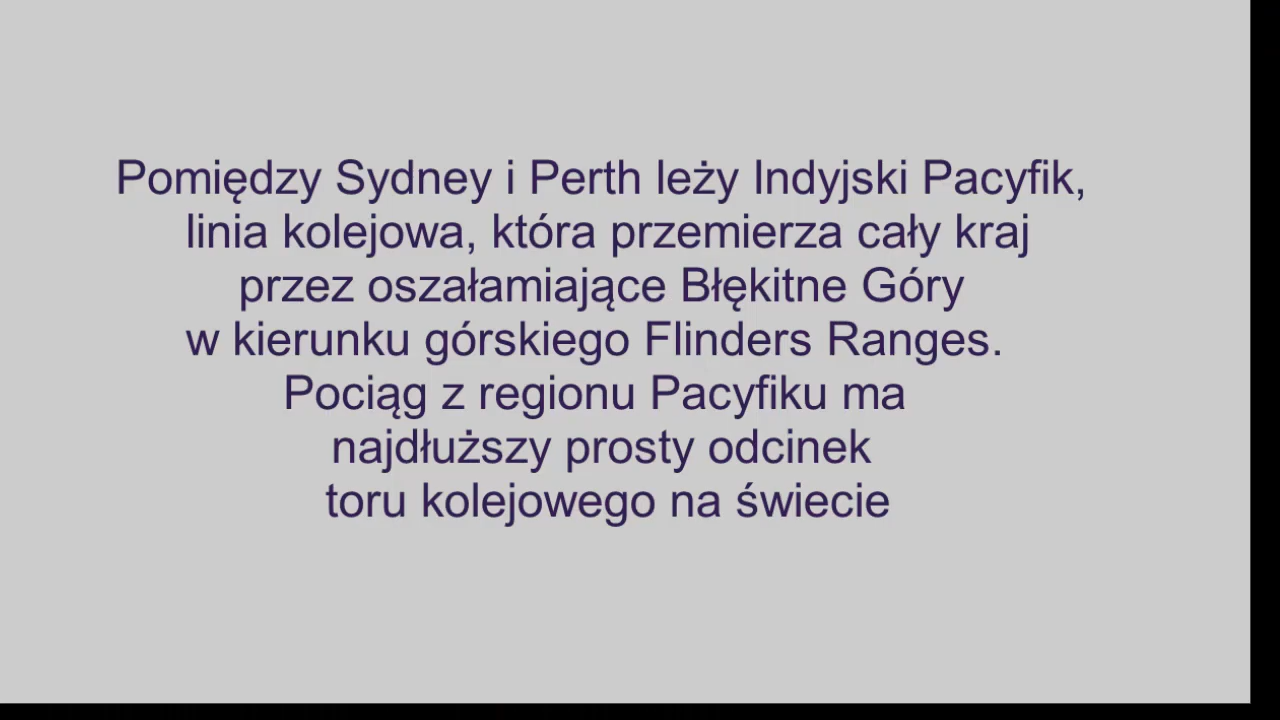 Pomiędzy Sydney i Perth leży Indyjski Pacyfik,
linia kolejowa, która przemierza cały kraj
przez oszałamiające Błękitne Góry
w kierunku górskiego Flinders Ranges.
Pociąg z regionu Pacyfiku ma
najdłuższy prosty odcinek
toru kolejowego na świecie